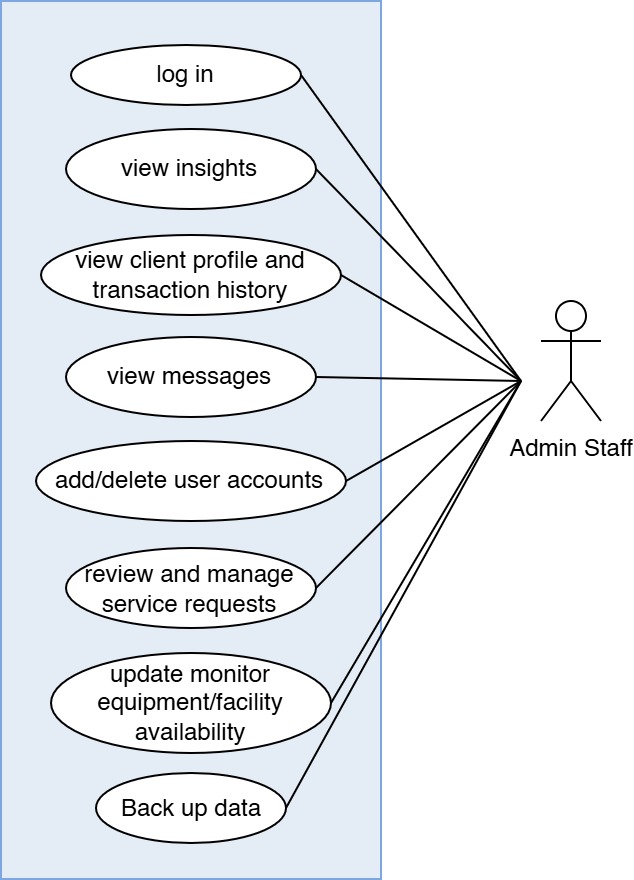 log in
view insights
view client profile and
transaction history
view messages
add/delete user accounts
review and manage
service requests
update monitor
equipment/facility
availability
Back up data
Admin Staff